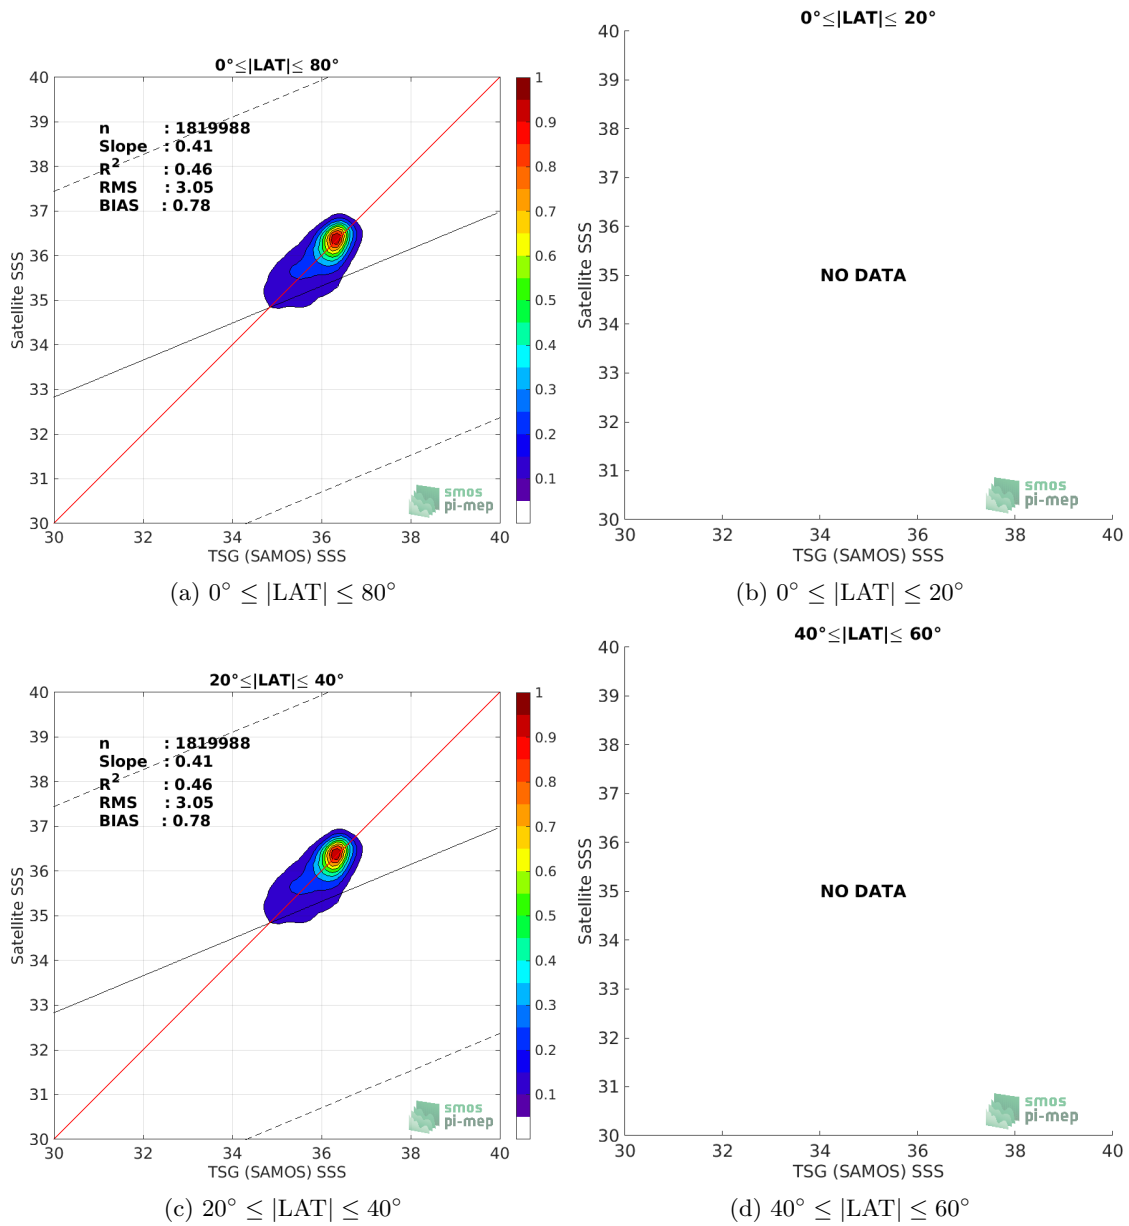 0°≤|LAT|≤ 80°
40
39
38
37
36
35
34
33
32
31
30
Satellite SSS
n : 1819988
Slope : 0.41
R² : 0.46
RMS : 3.05
BIAS : 0.78
smos
pi-mep
30 32 34 36 38 40
TSG (SAMOS) SSS
1
0.9
0.8
0.7
0.6
0.5
0.4
0.3
0.2
0.1
(a) 0° ≤ |LAT| ≤ 80°
0°≤|LAT|≤ 20°
40
39
38
37
36
35
34
33
32
31
30
Satellite SSS
NO DATA
smos
pi-mep
30 32 34 36 38 40
TSG (SAMOS) SSS
(b) 0° ≤ |LAT| ≤ 20°
20°≤|LAT|≤ 40°
40
39
38
37
36
35
34
33
32
31
30
Satellite SSS
n : 1819988
Slope : 0.41
R² : 0.46
RMS : 3.05
BIAS : 0.78
smos
pi-mep
30 32 34 36 38 40
TSG (SAMOS) SSS
1
0.9
0.8
0.7
0.6
0.5
0.4
0.3
0.2
0.1
(c) 20° ≤ |LAT| ≤ 40°
40°≤|LAT|≤ 60°
40
39
38
37
36
35
34
33
32
31
30
Satellite SSS
NO DATA
smos
pi-mep
30 32 34 36 38 40
TSG (SAMOS) SSS
(d) 40° ≤ |LAT| ≤ 60°